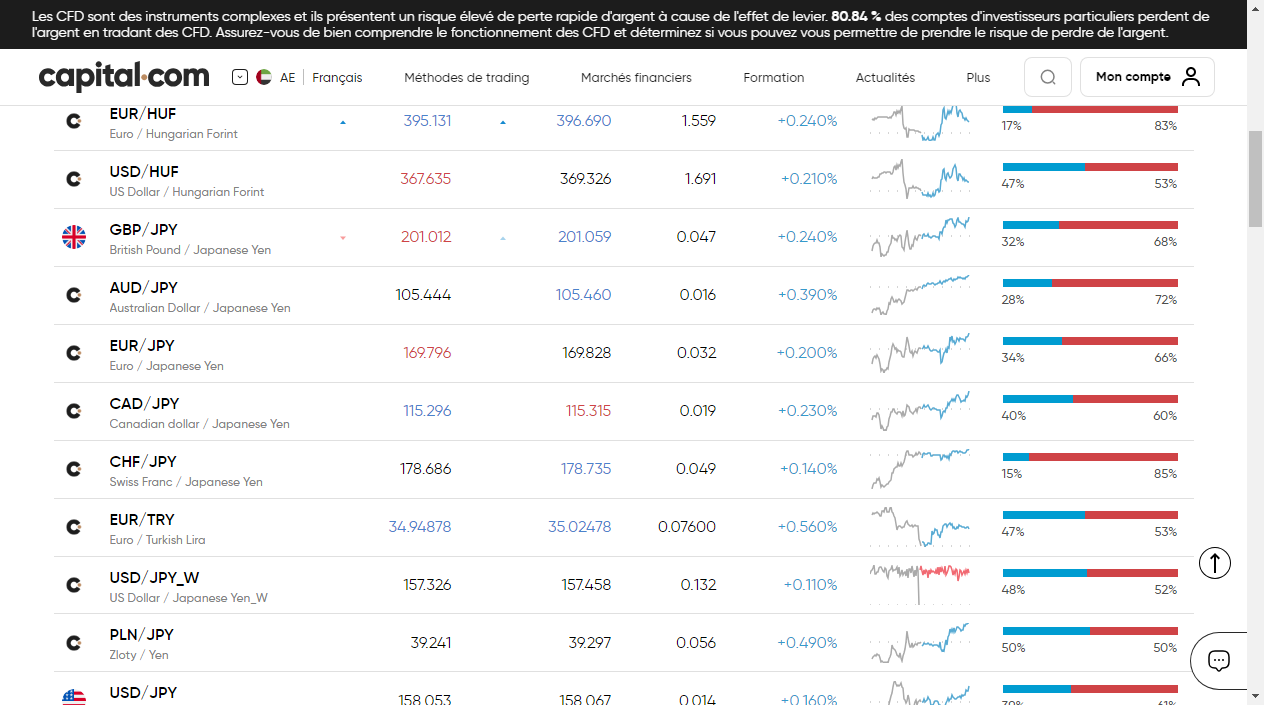 Les CFD sont des instruments complexes et ils présentent un risque élevé de perte rapide d'argent à cause de l'effet de levier. 80.84 % des comptes d'investisseurs particuliers perdent de
l'argent en tradant des CFD. Assurez-vous de bien comprendre le fonctionnement des CFD et déterminez si vous pouvez vous permettre de prendre le risque de perdre de l'argent.
capital.com AE Français Méthodes de trading Marchés financiers Formation Actualités Plus Mon compte
EUR/HUF 395.131 396.690 1.559 +0.240%
Euro / Hungarian Forint 17% 83%
USD/HUF 367.635 369.326 1.691 +0.210%
US Dollar / Hungarian Forint 47% 53%
GBP/JPY 201.012 201.059 0.047 +0.240%
British Pound / Japanese Yen 32% 68%
AUD/JPY 105.444 105.460 0.016 +0.390%
Australian Dollar / Japanese Yen 28% 72%
EUR/JPY 169.796 169.828 0.032 +0.200%
Euro / Japanese Yen 34% 66%
CAD/JPY 115.296 115.315 0.019 +0.230%
Canadian dollar / Japanese Yen 40% 60%
CHF/JPY 178.686 178.735 0.049 +0.140%
Swiss Franc / Japanese Yen 15% 85%
EUR/TRY 34.94878 35.02478 0.07600 +0.560%
Euro / Turkish Lira 47% 53%
USD/JPY_W 157.326 157.458 0.132 +0.110%
US Dollar / Japanese Yen_W 48% 52%
PLN/JPY 39.241 39.297 0.056 +0.490%
Zloty / Yen 50% 50%
USD/JPY 158.053 158.067 0.014 +0.160%